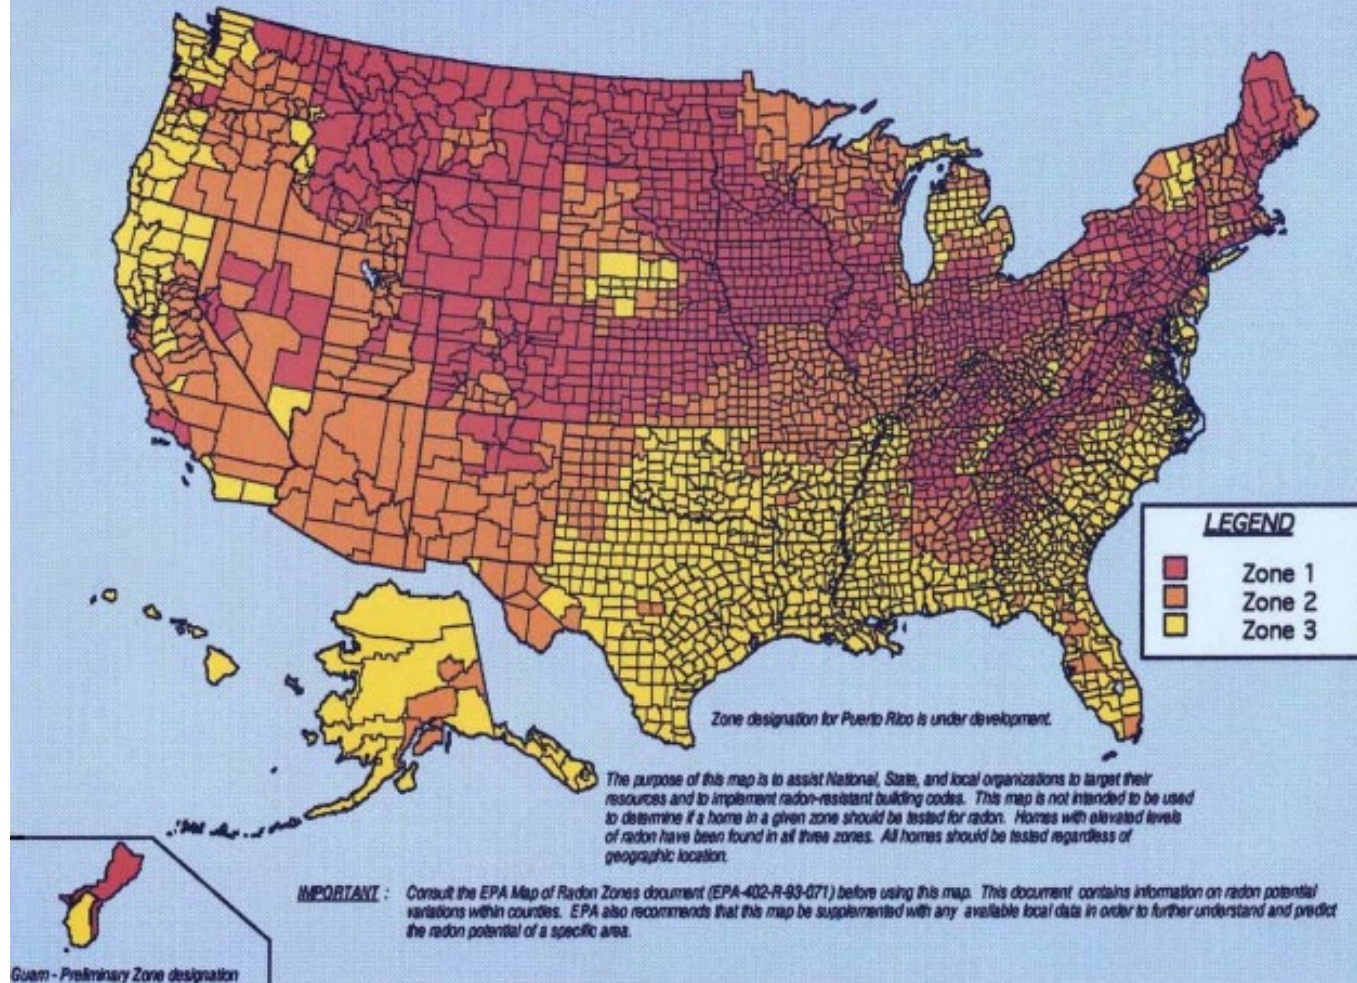 LEGEND
Zone 1
Zone 2
Zone 3
Zone designation for Puerto Rico is under development.
The purpose of this map is to assist National, State, and local organizations to target their
resources and to implement radon-resistant building codes. This map is not intended to be used
to determine if a home in a given zone should be tested for radon. Homes with elevated levels
of radon have been found in all three zones. All homes should be tested regardless of
geographic location.
IMPORTANT : Consult the EPA Map of Radon Zones document (EPA-402-R-93-071) before using this map. This document contains information on radon potential
variations within counties. EPA also recommends that this map be supplemented with any available local data in order to further understand and predict
the radon potential of a specific area.
Guam - Preliminary Zone designation